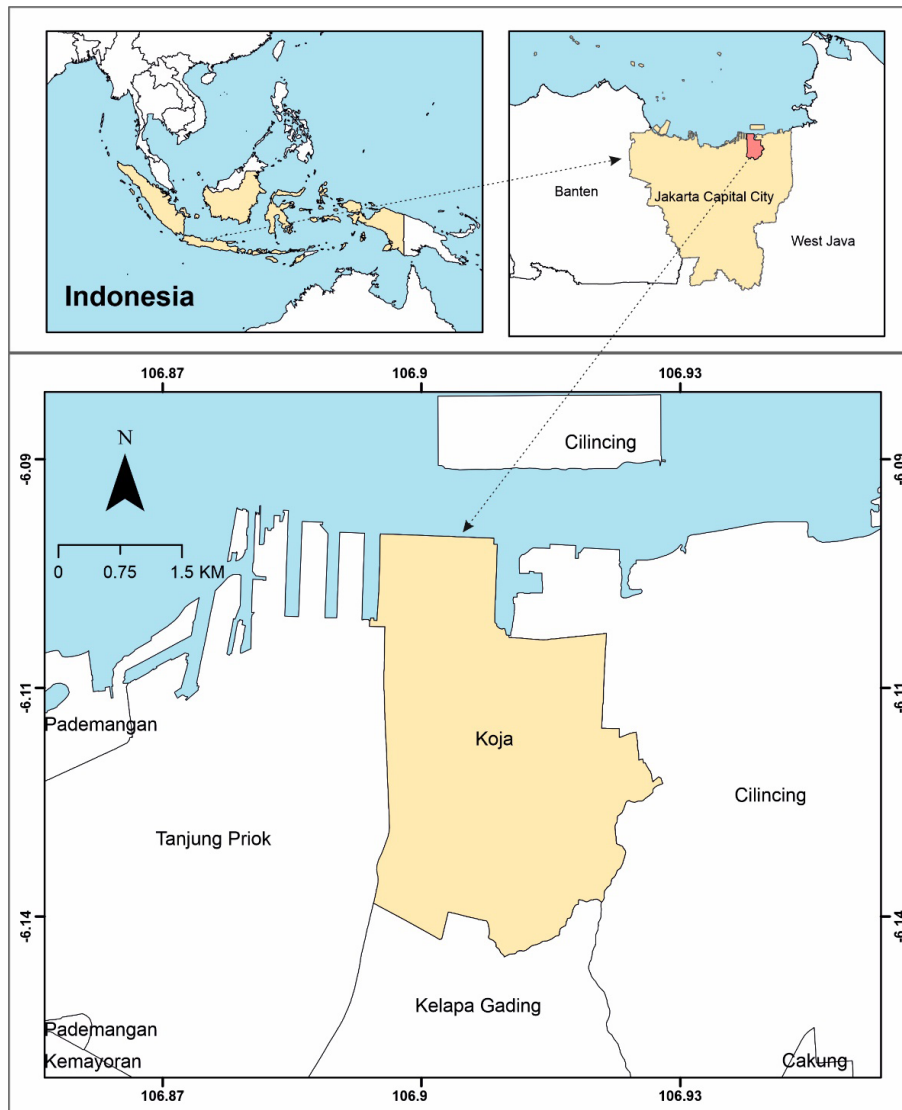 Indonesia
Banten
Jakarta Capital City
West Java
106.87
106.9
106.93
Cilincing
-6.09
-6.09
N
0
0.75
1.5 KM
-6.11
-6.11
Pademangan
Koja
Cilincing
Tanjung Priok
-6.14
-6.14
Kelapa Gading
Pademangan
Kemayoran
Cakung
106.87
106.9
106.93